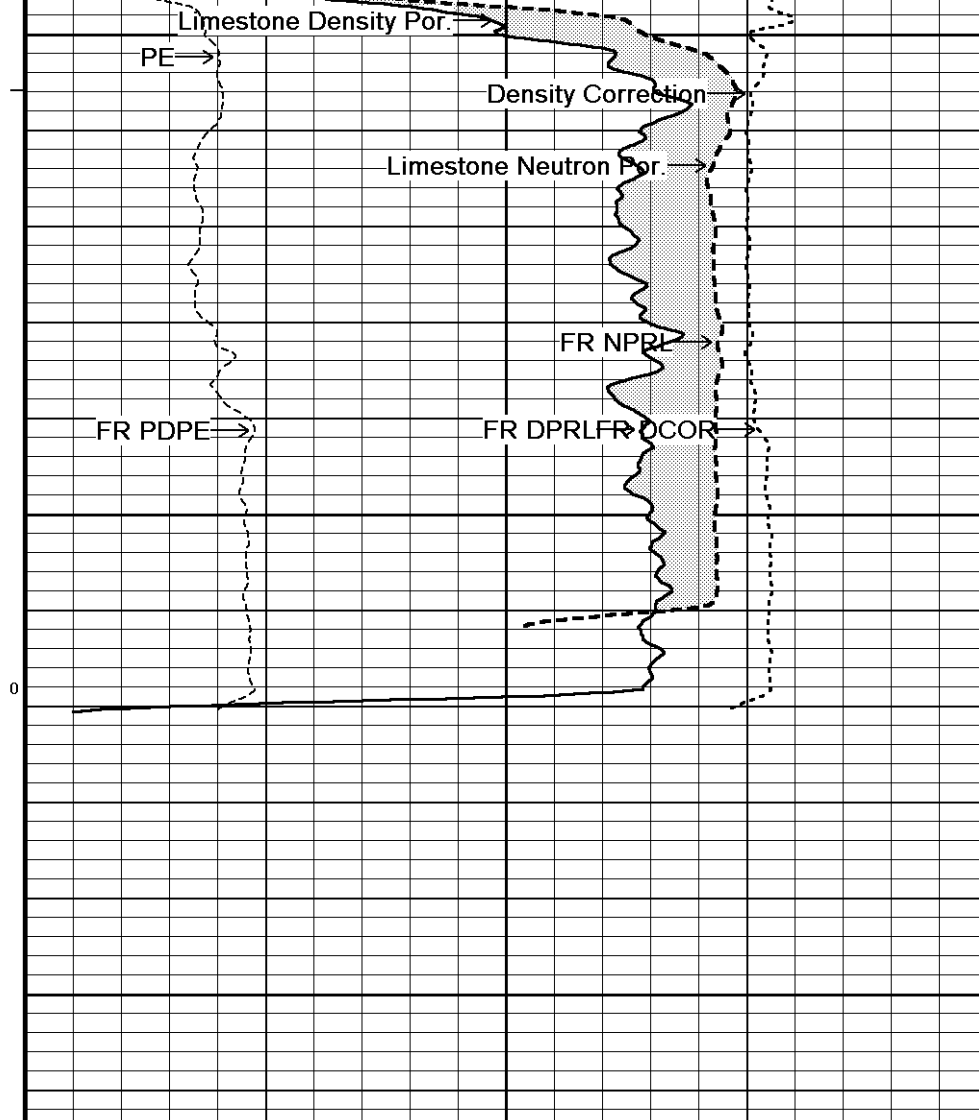 Limestone Density Por.
PE
Density Correction
Limestone Neutron Por.
FR NPRL
FR PDPE
FR DPRL
FR DCOR
0